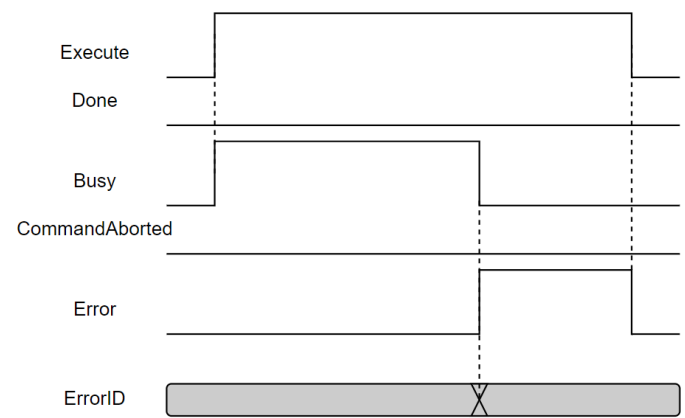 Execute
Done
Busy
CommandAborted
Error
ErrorID